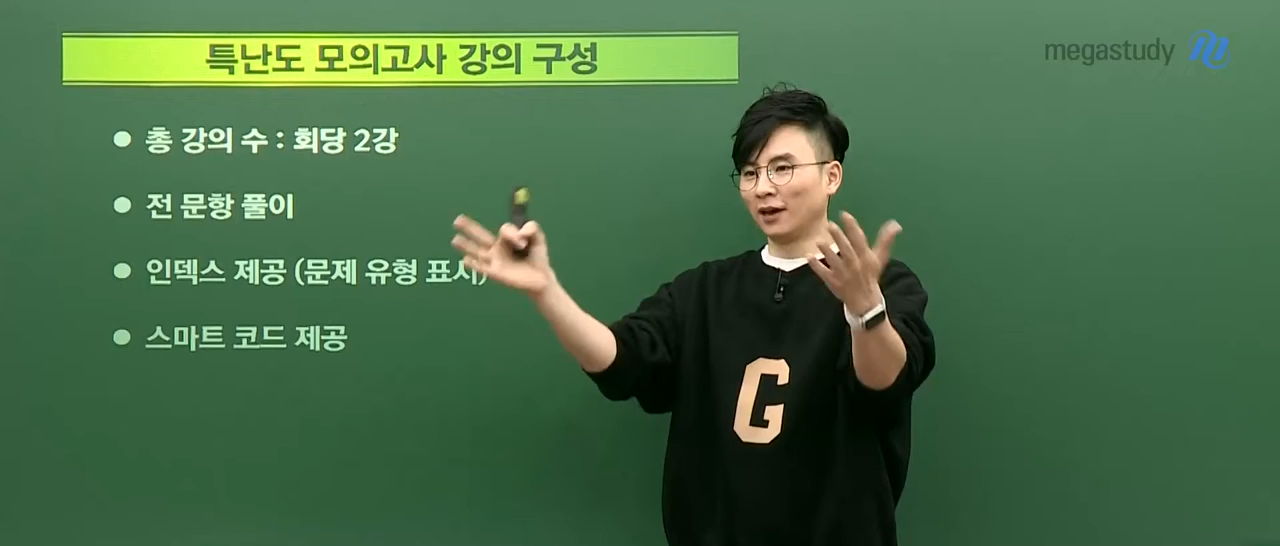 특난도 모의고사 강의 구성
megastudy
● 총 강의 수 : 회당 2강
● 전 문항 풀이
● 인덱스 제공 (문제 유형 표시)
● 스마트 코드 제공
G